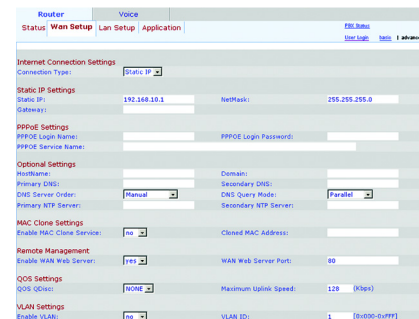 Router Voice
Status Wan Setup Lan Setup Application PBX Status
User Login basic | advanced
Internet Connection Settings
Connection Type: Static IP
Static IP Settings
Static IP: 192.168.10.1 NetMask: 255.255.255.0
Gateway:
PPPoE Settings
PPPOE Login Name: PPPOE Login Password:
PPPOE Service Name:
Optional Settings
HostName: Domain:
Primary DNS: Secondary DNS:
DNS Server Order: Manual DNS Query Mode: Parallel
Primary NTP Server: Secondary NTP Server:
MAC Clone Settings
Enable MAC Clone Service: no Cloned MAC Address:
Remote Management
Enable WAN Web Server: yes WAN Web Server Port: 80
QOS Settings
QOS QDisc: NONE Maximum Uplink Speed: 128 (Kbps)
VLAN Settings
Enable VLAN: no VLAN ID: 1 [0x000-0xFFF]